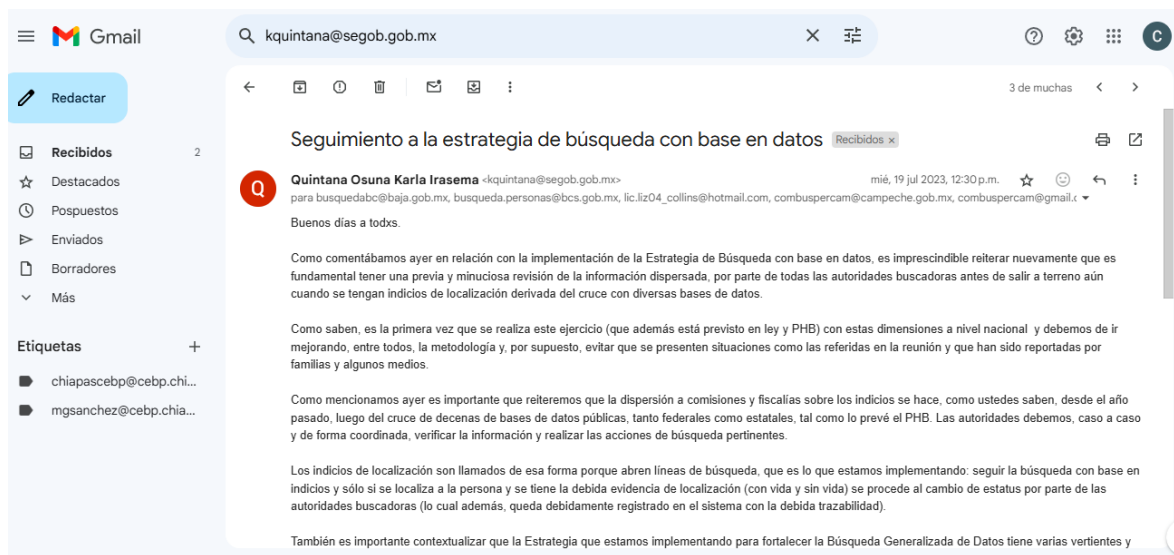 Gmail
kquintana@segob.gob.mx
C
Redactar
3 de muchas
Recibidos 2
Destacados
Pospuestos
Enviados
Borradores
Más
Etiquetas +
chiapascebp@cebp.chi...
mgsanchez@cebp.chia...
Seguimiento a la estrategia de búsqueda con base en datos Recibidos x
Q
Quintana Osuna Karla Irasema <kquintana@segob.gob.mx> mié, 19 jul 2023, 12:30 p.m.
para busquedabc@baja.gob.mx, busqueda.personas@bcs.gob.mx, lic.liz04_collins@hotmail.com, combuspercam@campeche.gob.mx, combuspercam@gmail.c
Buenos días a todxs.
Como comentábamos ayer en relación con la implementación de la Estrategia de Búsqueda con base en datos, es imprescindible reiterar nuevamente que es
fundamental tener una previa y minuciosa revisión de la información dispersada, por parte de todas las autoridades buscadoras antes de salir a terreno aún
cuando se tengan indicios de localización derivada del cruce con diversas bases de datos.
Como saben, es la primera vez que se realiza este ejercicio (que además está previsto en ley y PHB) con estas dimensiones a nivel nacional y debemos de ir
mejorando, entre todos, la metodología y, por supuesto, evitar que se presenten situaciones como las referidas en la reunión y que han sido reportadas por
familias y algunos medios.
Como mencionamos ayer es importante que reiteremos que la dispersión a comisiones y fiscalías sobre los indicios se hace, como ustedes saben, desde el año
pasado, luego del cruce de decenas de bases de datos públicas, tanto federales como estatales, tal como lo prevé el PHB. Las autoridades debemos, caso a caso
y de forma coordinada, verificar la información y realizar las acciones de búsqueda pertinentes.
Los indicios de localización son llamados de esa forma porque abren líneas de búsqueda, que es lo que estamos implementando: seguir la búsqueda con base en
indicios y sólo si se localiza a la persona y se tiene la debida evidencia de localización (con vida y sin vida) se procede al cambio de estatus por parte de las
autoridades buscadoras (lo cual además, queda debidamente registrado en el sistema con la debida trazabilidad).
También es importante contextualizar que la Estrategia que estamos implementando para fortalecer la Búsqueda Generalizada de Datos tiene varias vertientes y